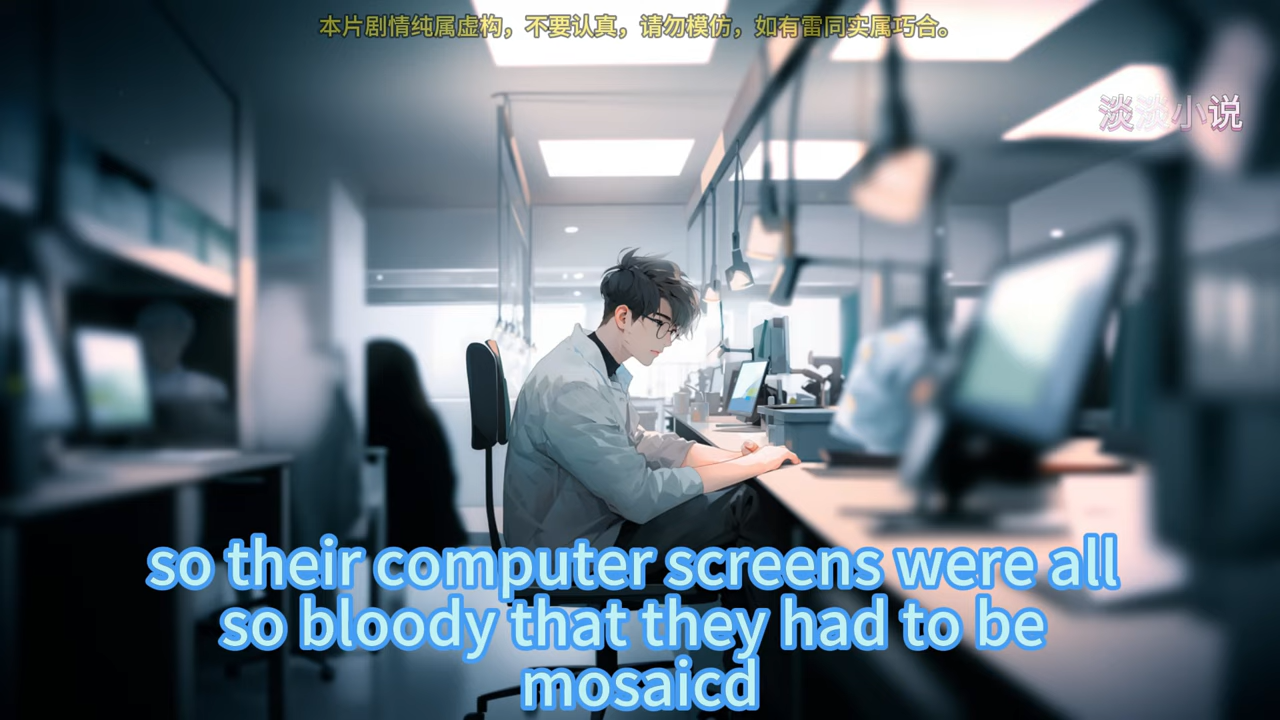 本片剧情纯属虚构，不要认真，请勿模仿，如有雷同实属巧合。
淡淡小说
so their computer screens were all
so bloody that they had to be
mosaicd